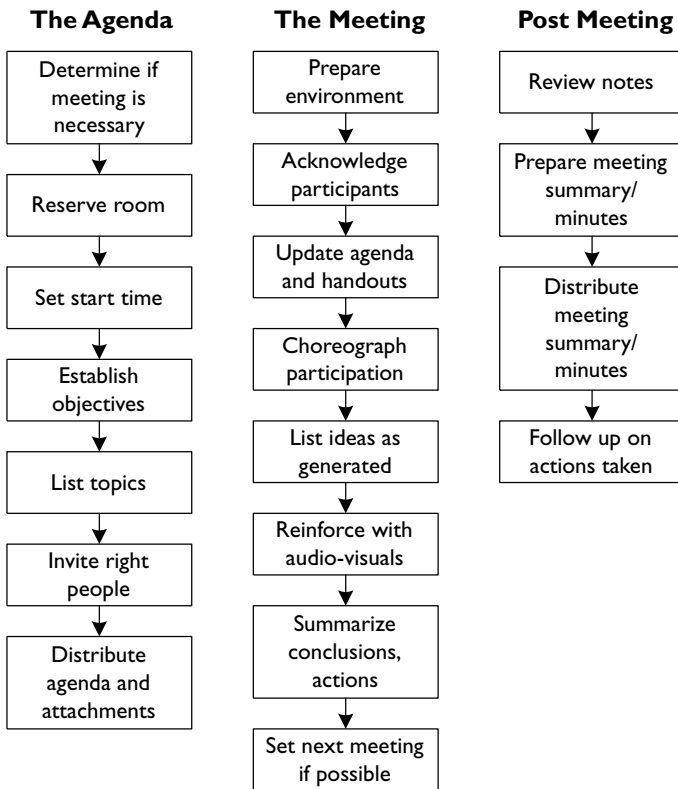 The Agenda
Determine if
meeting is
necessary
Reserve room
Set start time
Establish
objectives
List topics
Invite right
people
Distribute
agenda and
attachments
The Meeting
Prepare
environment
Acknowledge
participants
Update agenda
and handouts
Choreograph
participation
List ideas as
generated
Reinforce with
audio-visuals
Summarize
conclusions,
actions
Set next meeting
if possible
Post Meeting
Review notes
Prepare meeting
summary/
minutes
Distribute
meeting
summary/
minutes
Follow up on
actions taken